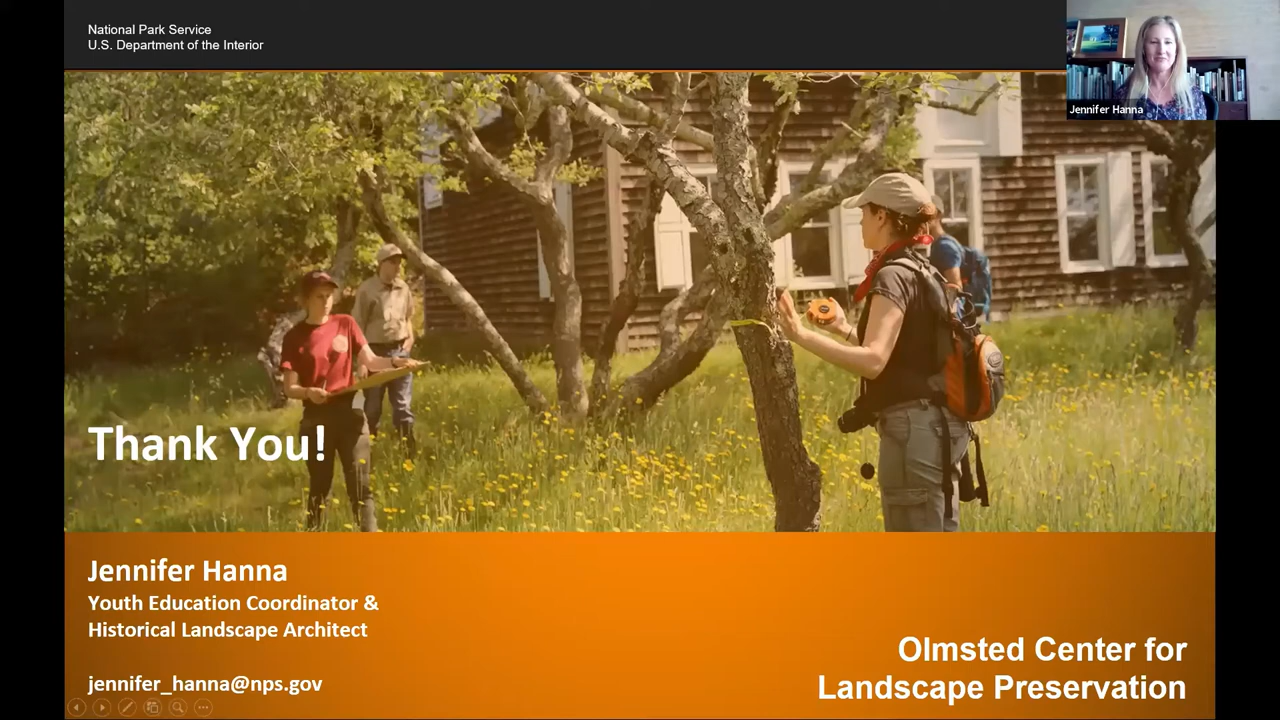 National Park Service
U.S. Department of the Interior
Jennifer Hanna
Thank You!
Jennifer Hanna
Youth Education Coordinator &
Historical Landscape Architect
jennifer_hanna@nps.gov
Olmsted Center for
Landscape Preservation